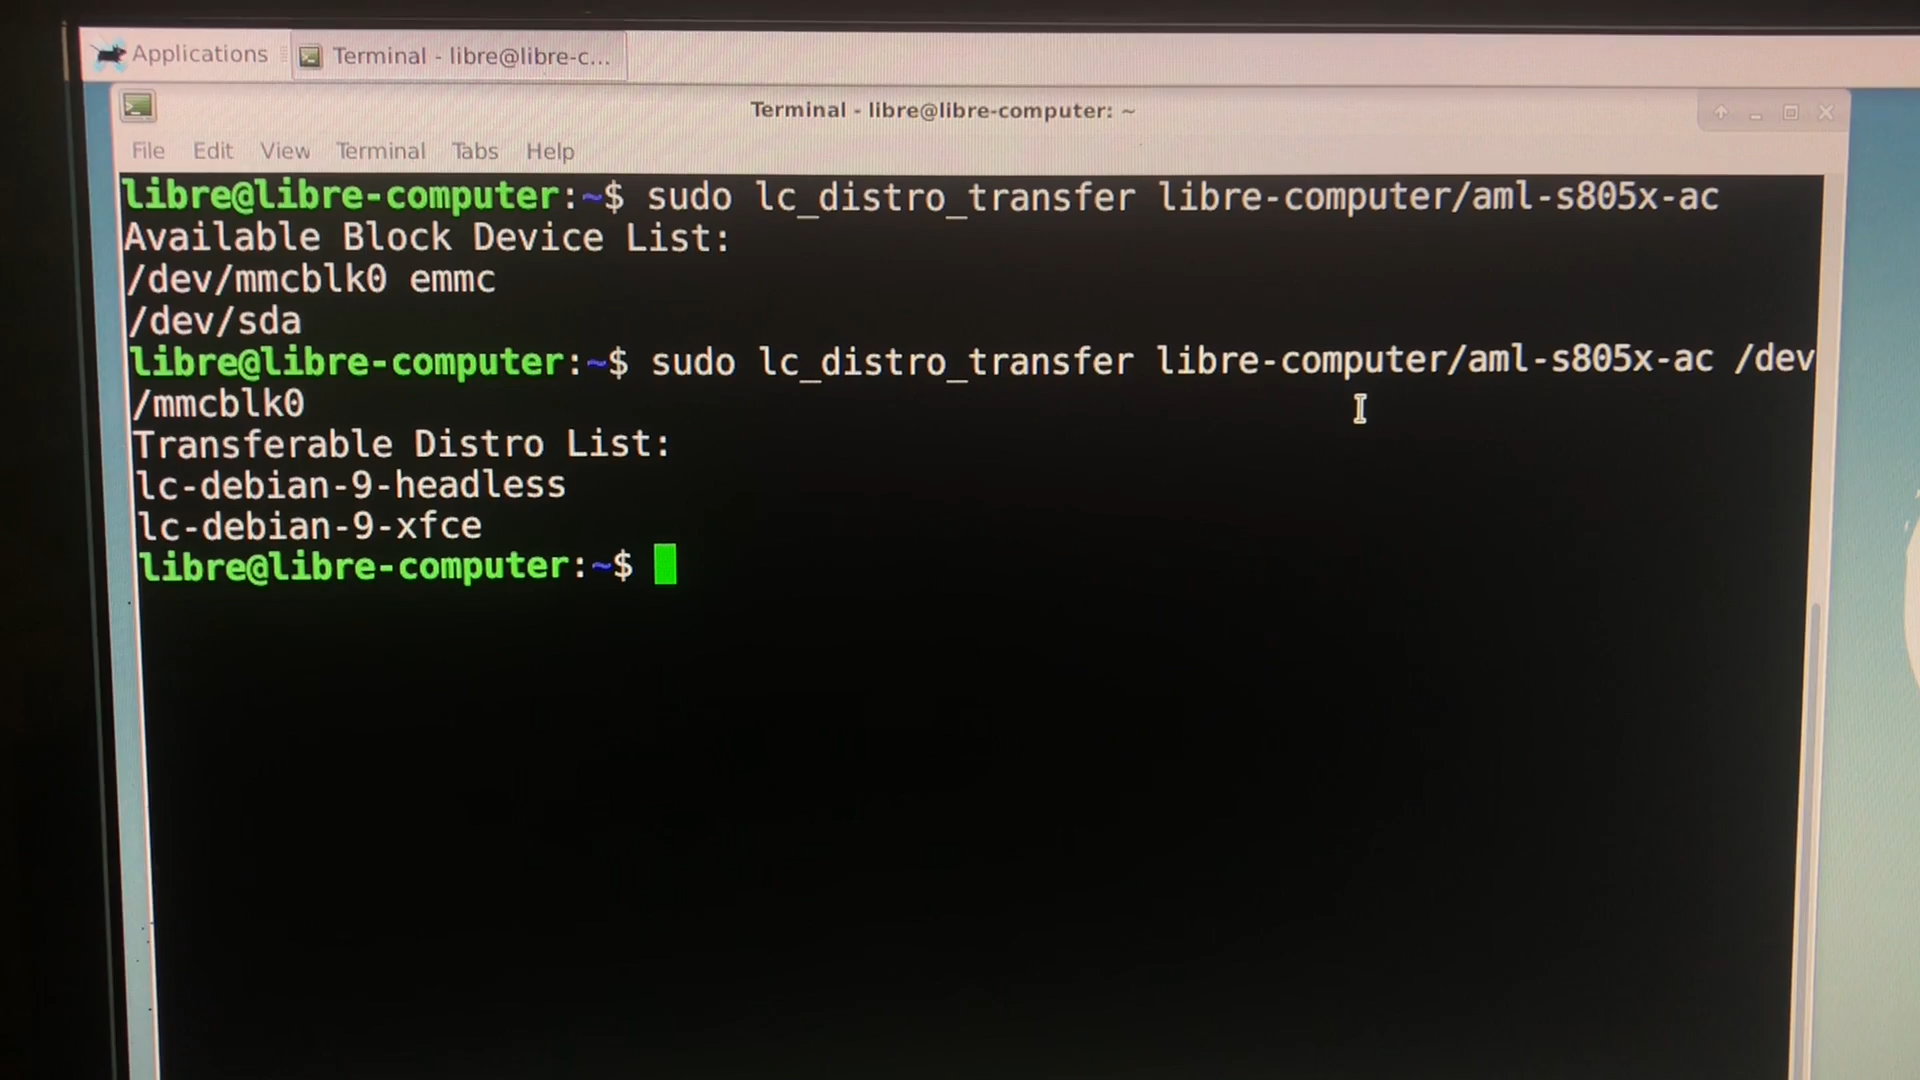 Applications Terminal - libre@libre-c...
Terminal - libre@libre-computer: ~
File Edit View Terminal Tabs Help
libre@libre-computer:~$ sudo lc_distro_transfer libre-computer/aml-s805x-ac
Available Block Device List:
/dev/mmcblk0 emmc
/dev/sda
libre@libre-computer:~$ sudo lc_distro_transfer libre-computer/aml-s805x-ac /dev
/mmcblk0
Transferable Distro List:
lc-debian-9-headless
lc-debian-9-xfce
libre@libre-computer:~$